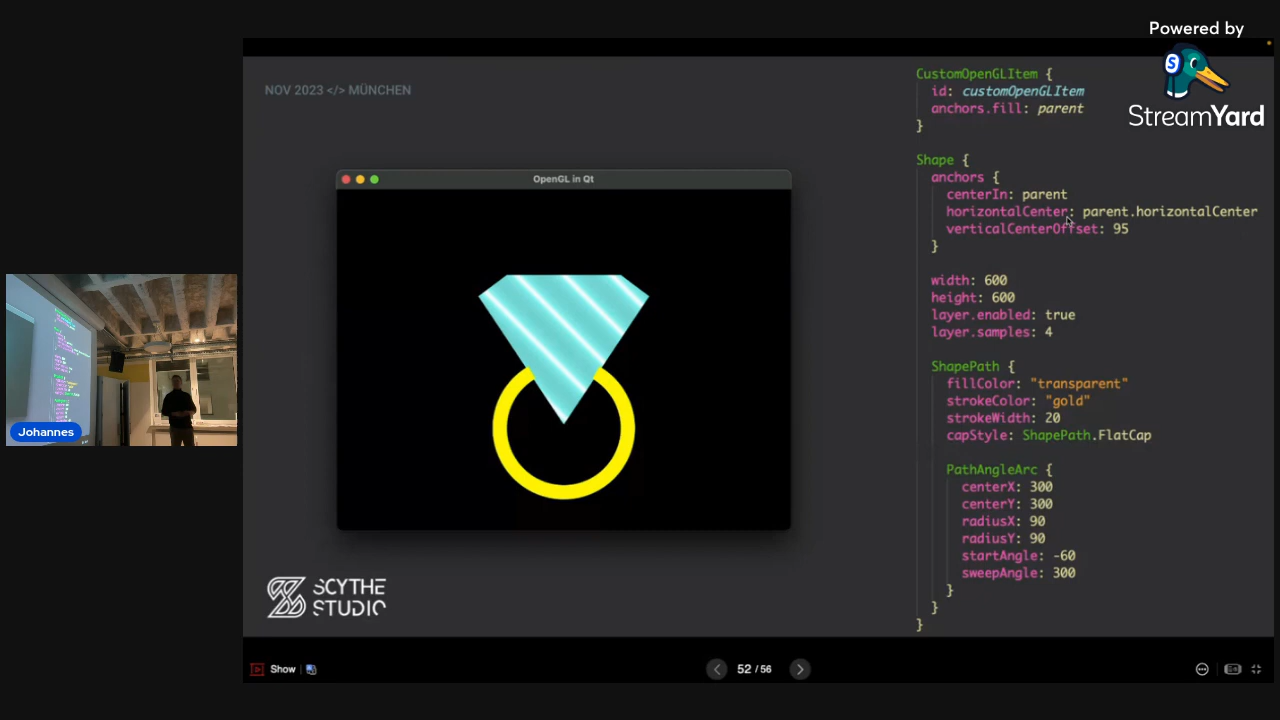 Powered by
StreamYard
NOV 2023 </> MÜNCHEN
OpenGL in Qt
CustomOpenGLItem {
id: customOpenGLItem
anchors.fill: parent
}
Shape {
anchors {
centerIn: parent
horizontalCenter: parent.horizontalCenter
verticalCenterOffset: 95
}
width: 600
height: 600
layer.enabled: true
layer.samples: 4
ShapePath {
fillColor: "transparent"
strokeColor: "gold"
strokeWidth: 20
capStyle: ShapePath.FlatCap
PathAngleArc {
centerX: 300
centerY: 300
radiusX: 90
radiusY: 90
startAngle: -60
sweepAngle: 300
}
}
}
Johannes
SCYTHE
STUDIO
Show
52 / 56